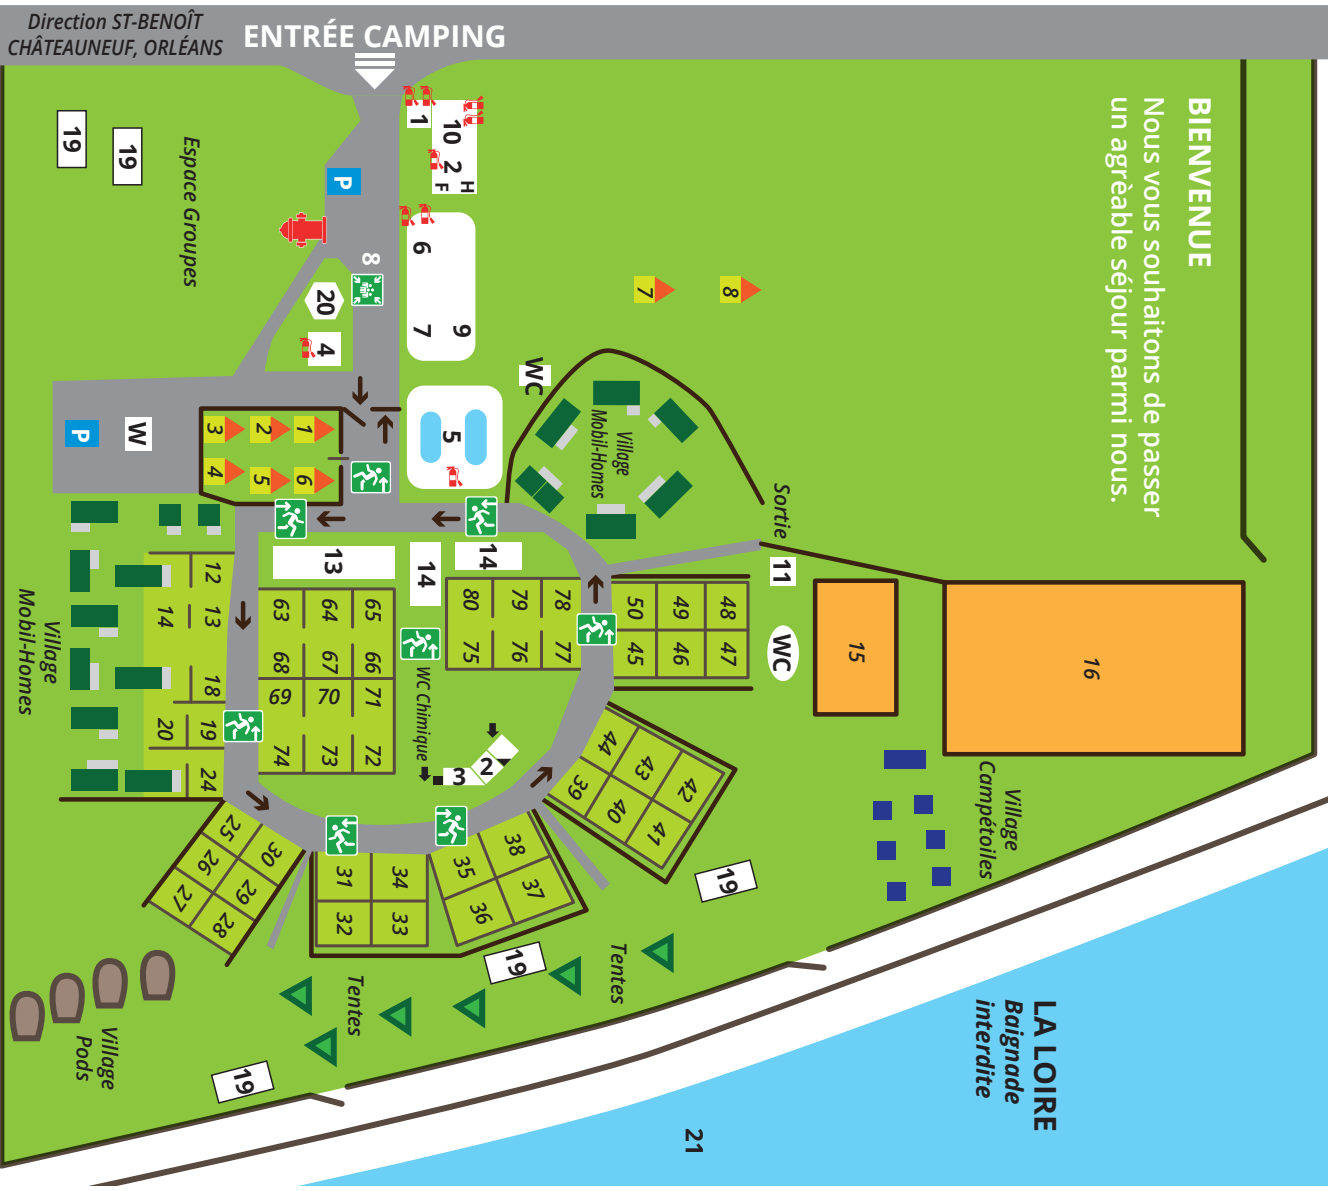 Direction ST-BENOÎT
CHÂTEAUNEUF, ORLÉANS
ENTRÉE CAMPING
BIENVENUE
Nous vous souhaitons de passer
un agrèable séjour parmi nous.
19
19
Espace Groupes
P
1
10
2
H
F
6
7
9
8
20
4
7
8
WC
5
Village
Mobil-Homes
Sortie
P
W
1
2
3
4
5
6
13
14
14
11
WC
15
16
12
13
14
18
19
20
24
63
64
65
68
67
66
69
70
71
74
73
72
80
79
78
75
76
77
50
49
48
45
46
47
WC Chimique
2
3
44
43
42
39
40
41
Village
Mobil-Homes
25
26
27
30
29
28
31
34
32
33
35
38
36
37
19
19
19
Tentes
Tentes
Village
Campétoiles
Village
Pods
LA LOIRE
Baignade
interdite
21